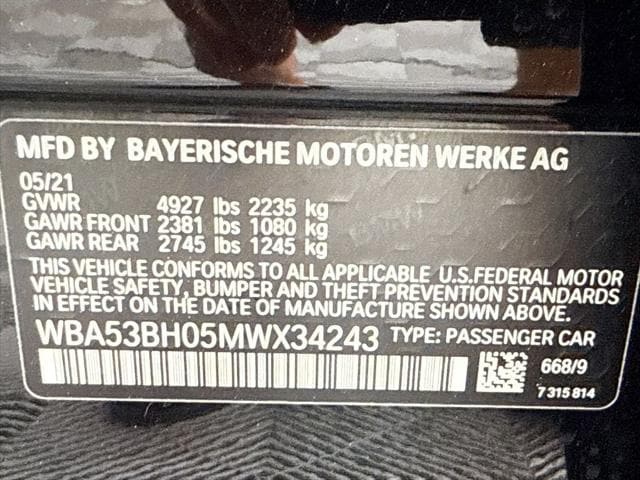 MFD BY BAYERISCHE MOTOREN WERKE AG
05/21
GVWR 4927 lbs 2235 kg
GAWR FRONT 2381 lbs 1080 kg
GAWR REAR 2745 lbs 1245 kg
THIS VEHICLE CONFORMS TO ALL APPLICABLE U.S.FEDERAL MOTOR
VEHICLE SAFETY, BUMPER AND THEFT PREVENTION STANDARDS
IN EFFECT ON THE DATE OF MANUFACTURE SHOWN ABOVE.
WBA53BH05MWX34243 TYPE: PASSENGER CAR
668/9
7 315 814